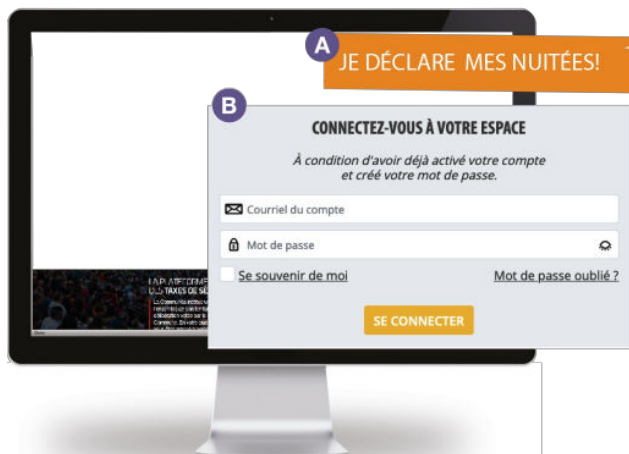 A
JE DÉCLARE MES NUITÉES!
B
CONNECTEZ-VOUS À VOTRE ESPACE
À condition d'avoir déjà activé votre compte
et créé votre mot de passe.
Courriel du compte
Mot de passe
Se souvenir de moi
Mot de passe oublié ?
SE CONNECTER
LA PLATEFORME
DES TAXES DE SÉ